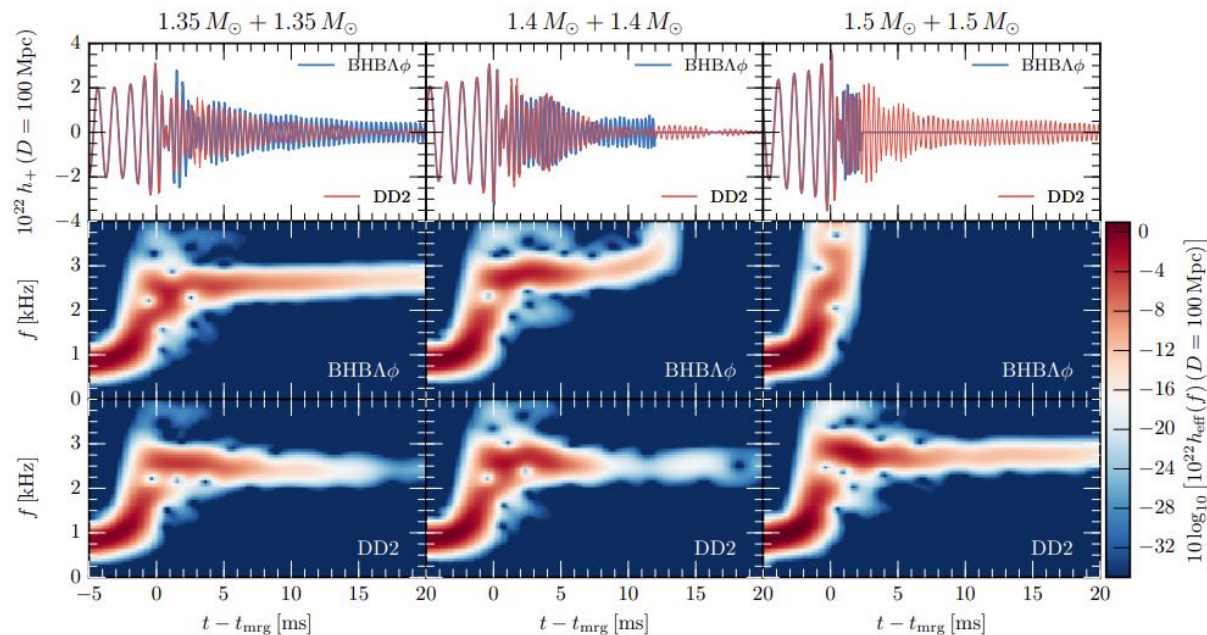 1.35 M⊙ + 1.35 M⊙
1.4 M⊙ + 1.4 M⊙
1.5 M⊙ + 1.5 M⊙
10²² h₊ (D = 100 Mpc)
4
2
0
−2
−4
BHBΛϕ
DD2
BHBΛϕ
DD2
BHBΛϕ
DD2
f [kHz]
3
2
1
0
BHBΛϕ
BHBΛϕ
BHBΛϕ
f [kHz]
3
2
1
0
DD2
DD2
DD2
−5 0 5 10 15 20 0 5 10 15 20 0 5 10 15 20
t − t_mrg [ms]
t − t_mrg [ms]
t − t_mrg [ms]
0
−4
−8
−12
−16
−20
−24
−28
−32
10 log₁₀ [10²² h_eff(f) (D = 100 Mpc)]